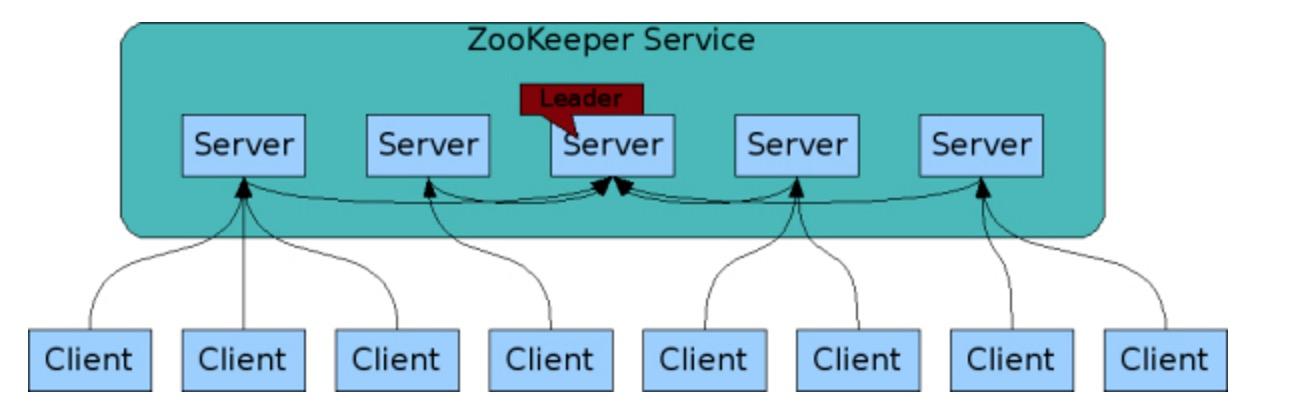 ZooKeeper Service
Leader
Server Server Server Server Server
Client Client Client Client Client Client Client Client